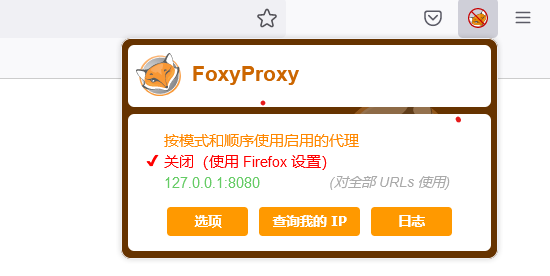 FoxyProxy
按模式和顺序使用启用的代理
关闭（使用 Firefox 设置）
127.0.0.1:8080 (对全部 URLs 使用)
选项 查询我的 IP 日志